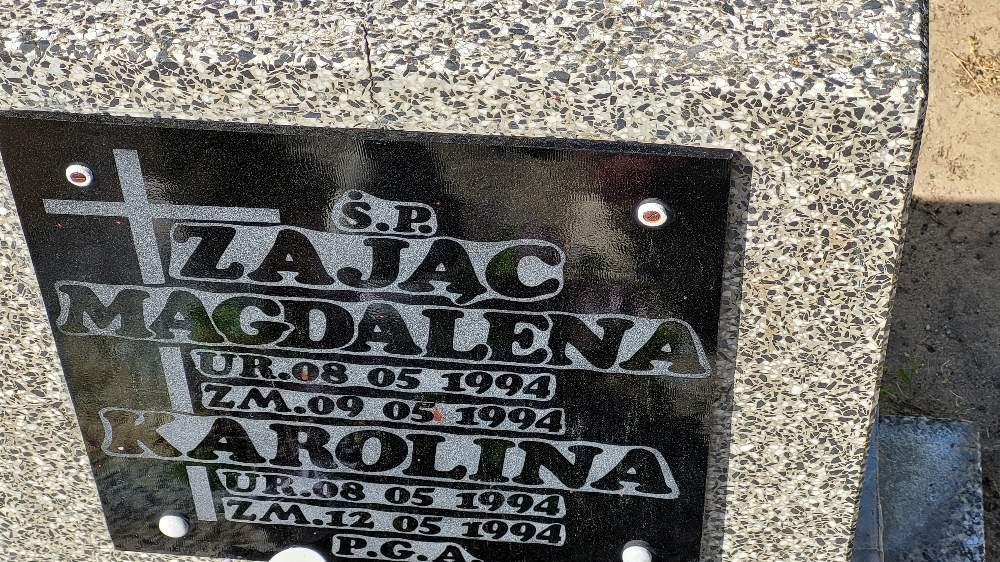 Ś.P.
ZAJĄC
MAGDALENA
UR.08 05 1994
ZM.09 05 1994
KAROLINA
UR.08 05 1994
ZM.12 05 1994
P.G.A